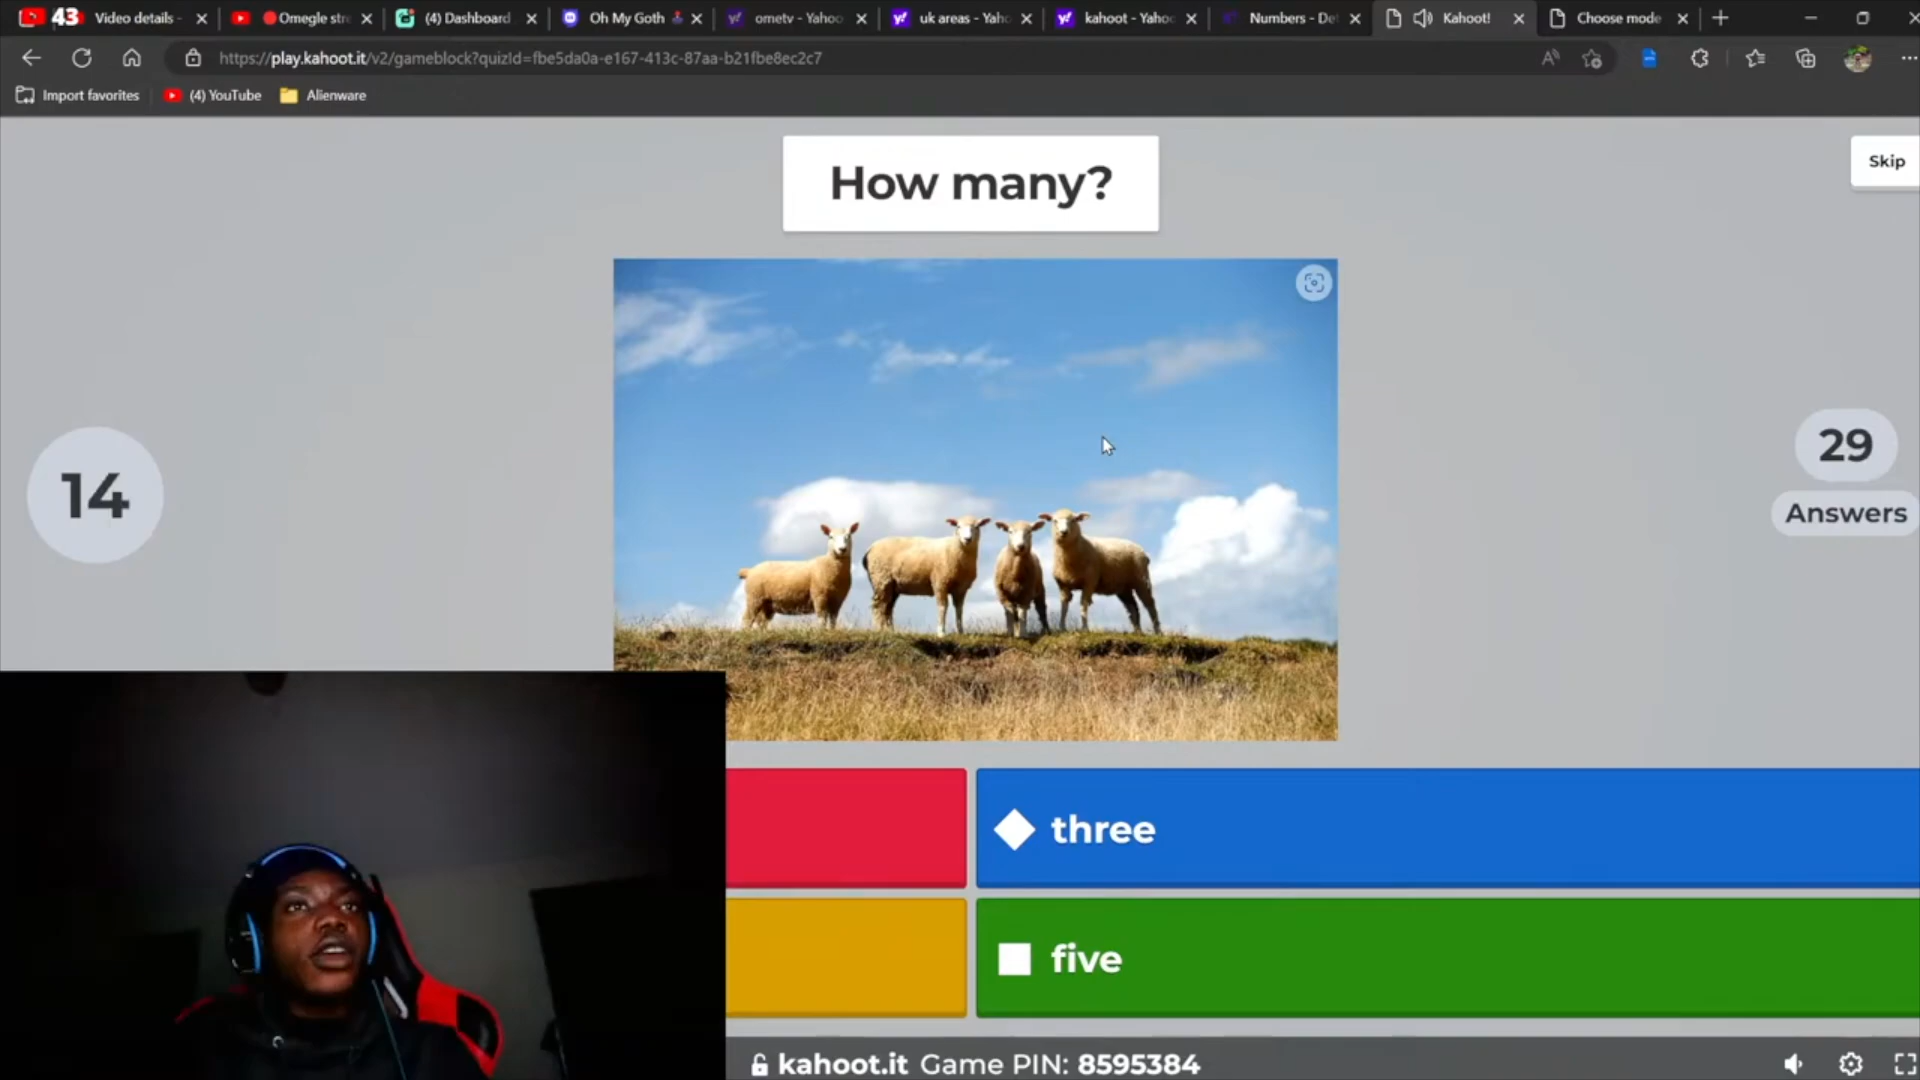 43 Video details -
Omegle str
(4) Dashboard
Oh My Goth
ometv - Yahoo
uk areas - Yah
kahoot - Yahoo
Numbers - De
Kahoot!
Choose mode
https://play.kahoot.it/v2/gameblock?quizId=fbe5da0a-e167-413c-87aa-b21fbe8ec2c7
Import favorites
(4) YouTube
Alienware
How many?
Skip
14
29
Answers
three
five
kahoot.it Game PIN: 8595384